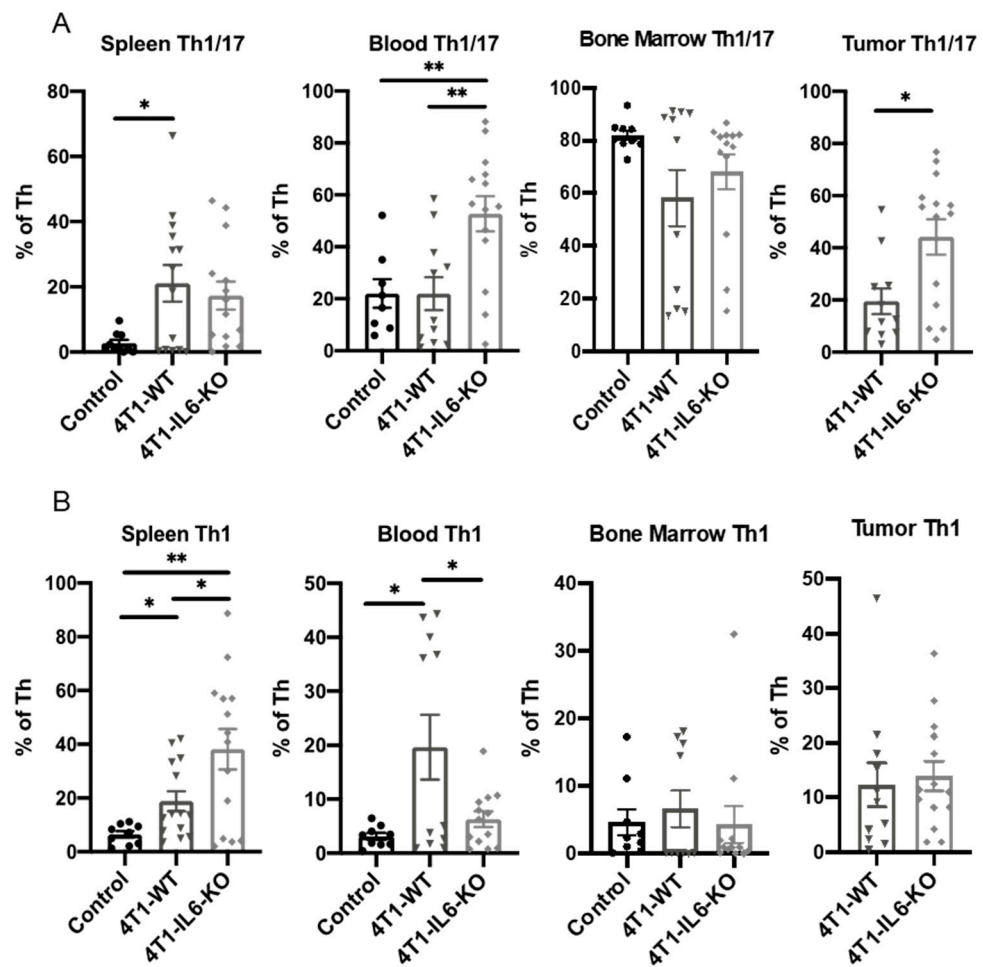 A
Spleen Th1/17
Blood Th1/17
Bone Marrow Th1/17
Tumor Th1/17
% of Th
80
60
40
20
0
*
Control
4T1-WT
4T1-IL6-KO
% of Th
100
80
60
40
20
0
**
**
Control
4T1-WT
4T1-IL6-KO
% of Th
100
80
60
40
20
0
Control
4T1-WT
4T1-IL6-KO
% of Th
100
80
60
40
20
0
*
4T1-WT
4T1-IL6-KO
B
Spleen Th1
Blood Th1
Bone Marrow Th1
Tumor Th1
% of Th
100
80
60
40
20
0
**
*
*
Control
4T1-WT
4T1-IL6-KO
% of Th
50
40
30
20
10
0
*
*
Control
4T1-WT
4T1-IL6-KO
% of Th
40
30
20
10
0
Control
4T1-WT
4T1-IL6-KO
% of Th
50
40
30
20
10
0
4T1-WT
4T1-IL6-KO